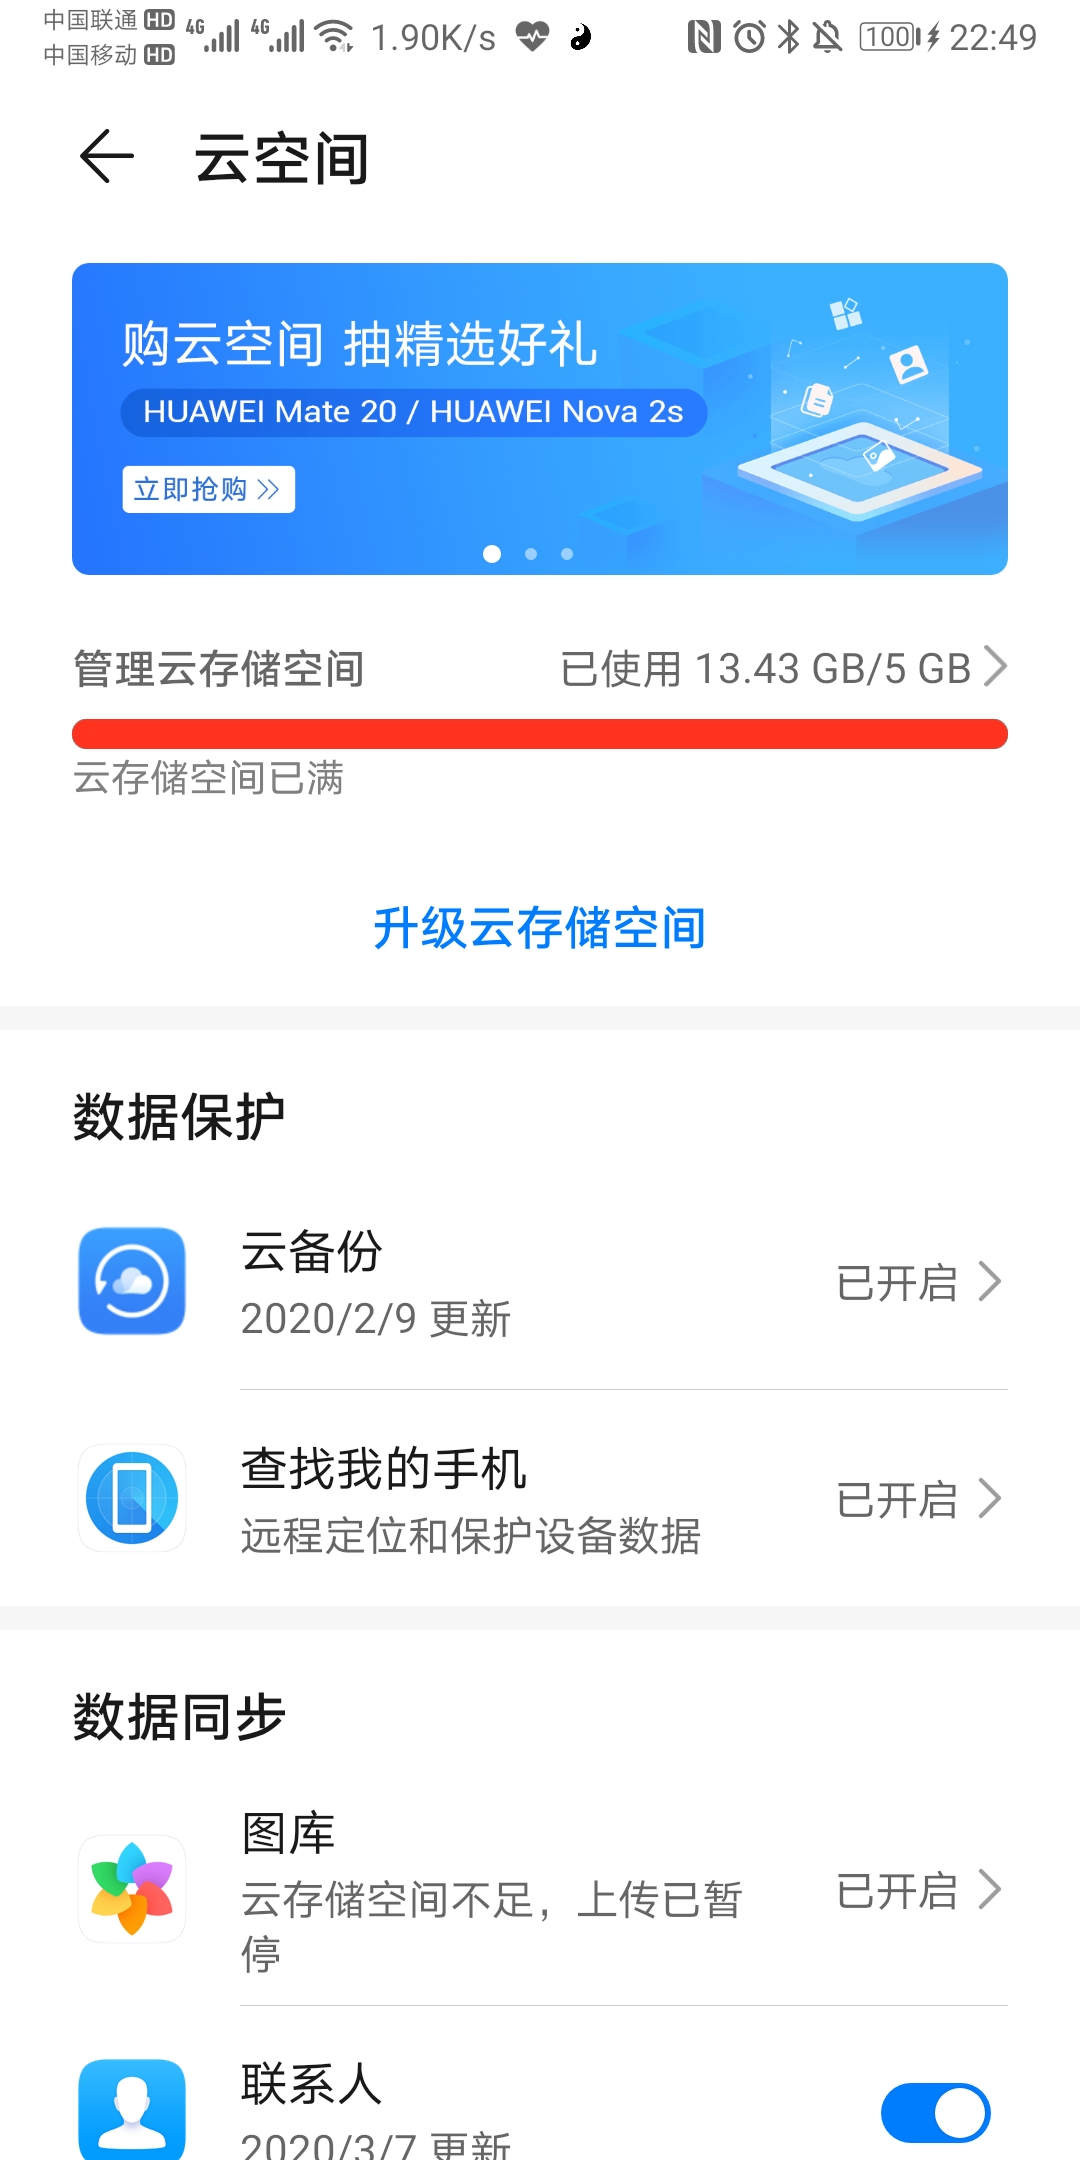 中国联通 HD 4G 4G 1.90K/s 100 22:49
中国移动 HD
云空间
购云空间 抽精选好礼
HUAWEI Mate 20 / HUAWEI Nova 2s
立即抢购
管理云存储空间 已使用 13.43 GB/5 GB
云存储空间已满
升级云存储空间
数据保护
云备份
2020/2/9 更新
已开启
查找我的手机
远程定位和保护设备数据
已开启
数据同步
图库
云存储空间不足，上传已暂
停
已开启
联系人
2020/3/7 更新